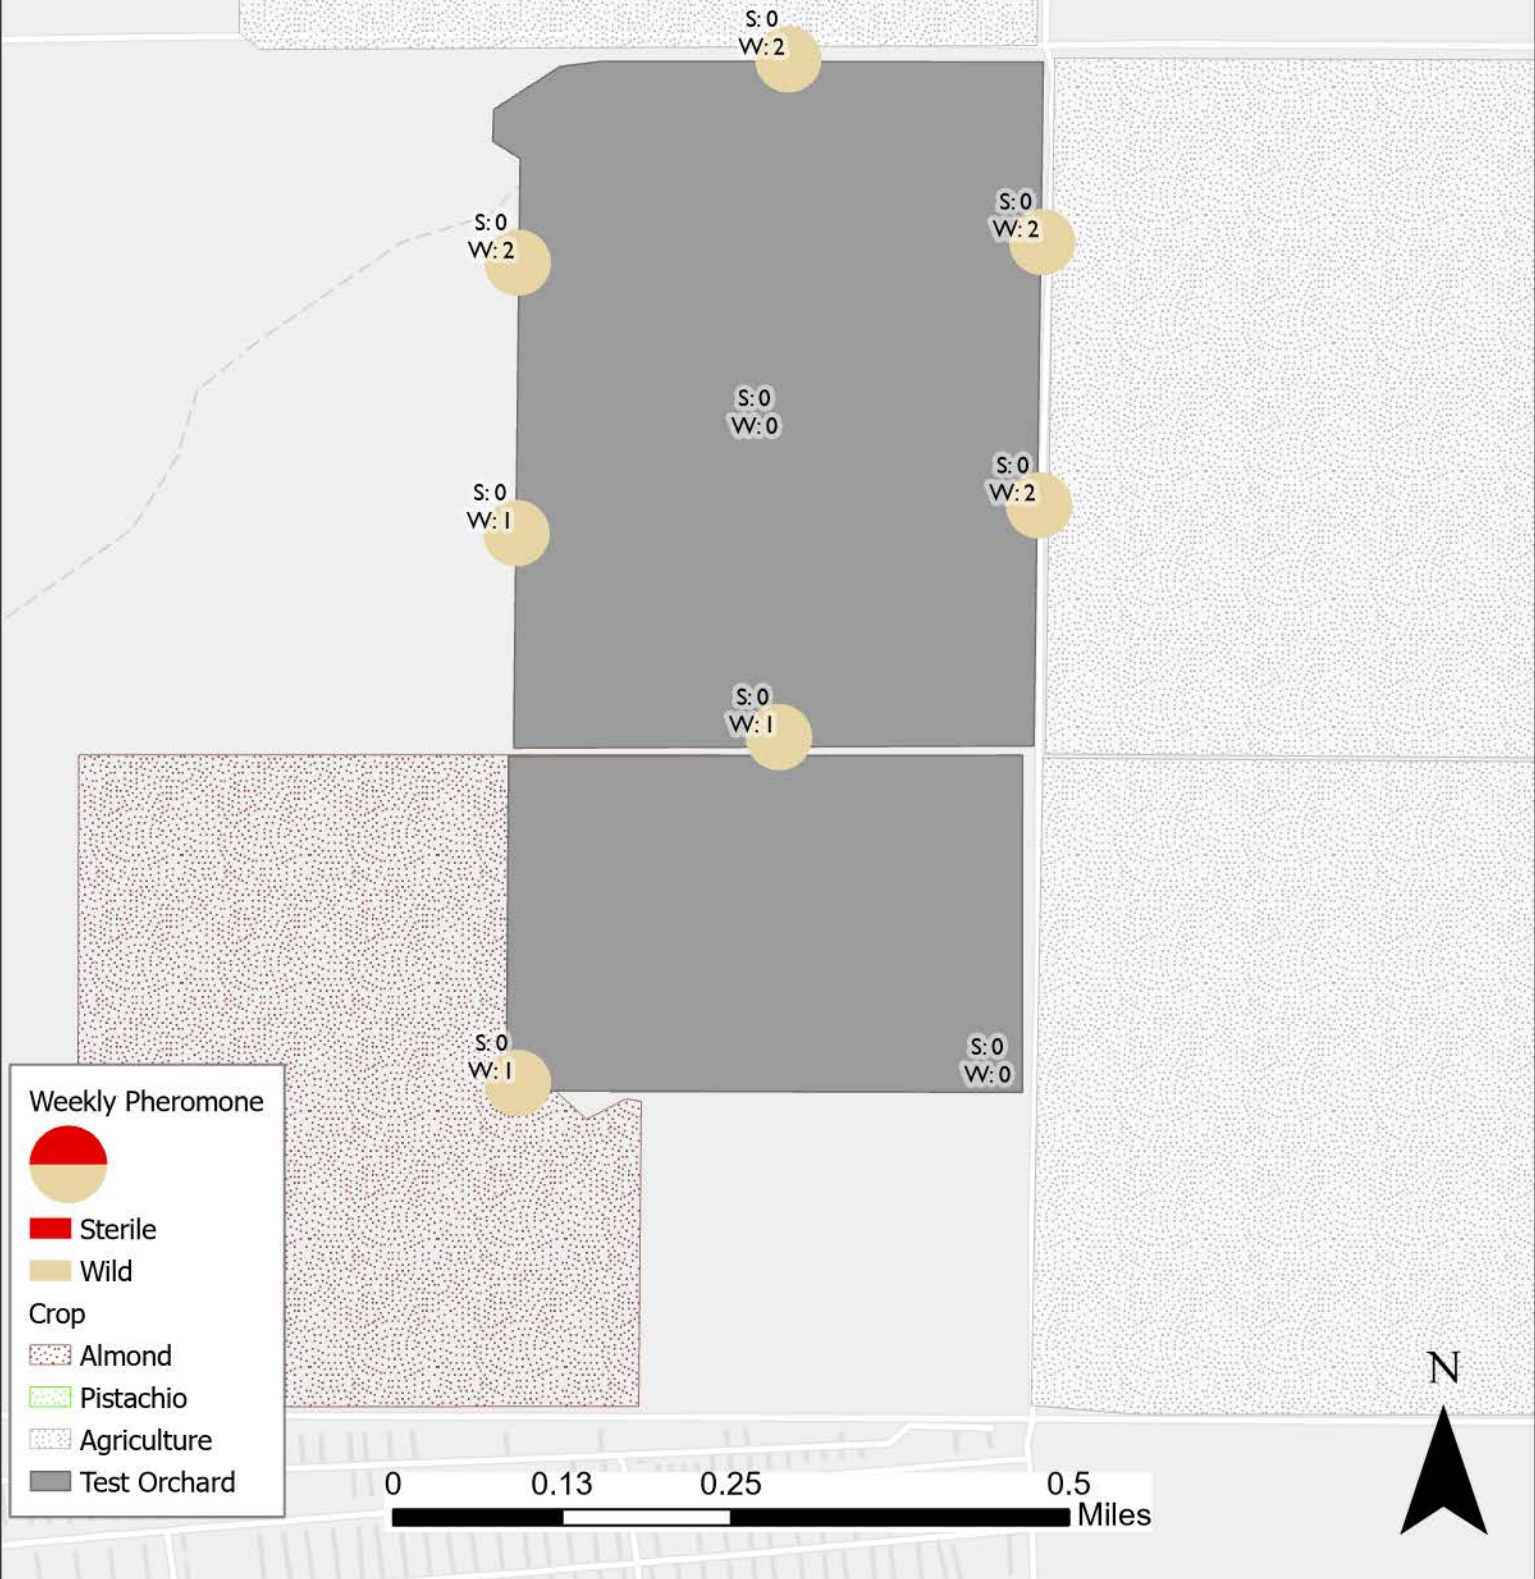 S: 0
W: 2
S: 0
W: 2
S: 0
W: 2
S: 0
W: 0
S: 0
W: 2
S: 0
W: 1
S: 0
W: 1
S: 0
W: 1
S: 0
W: 0
Weekly Pheromone
Sterile
Wild
Crop
Almond
Pistachio
Agriculture
Test Orchard
0 0.13 0.25 0.5
Miles
N